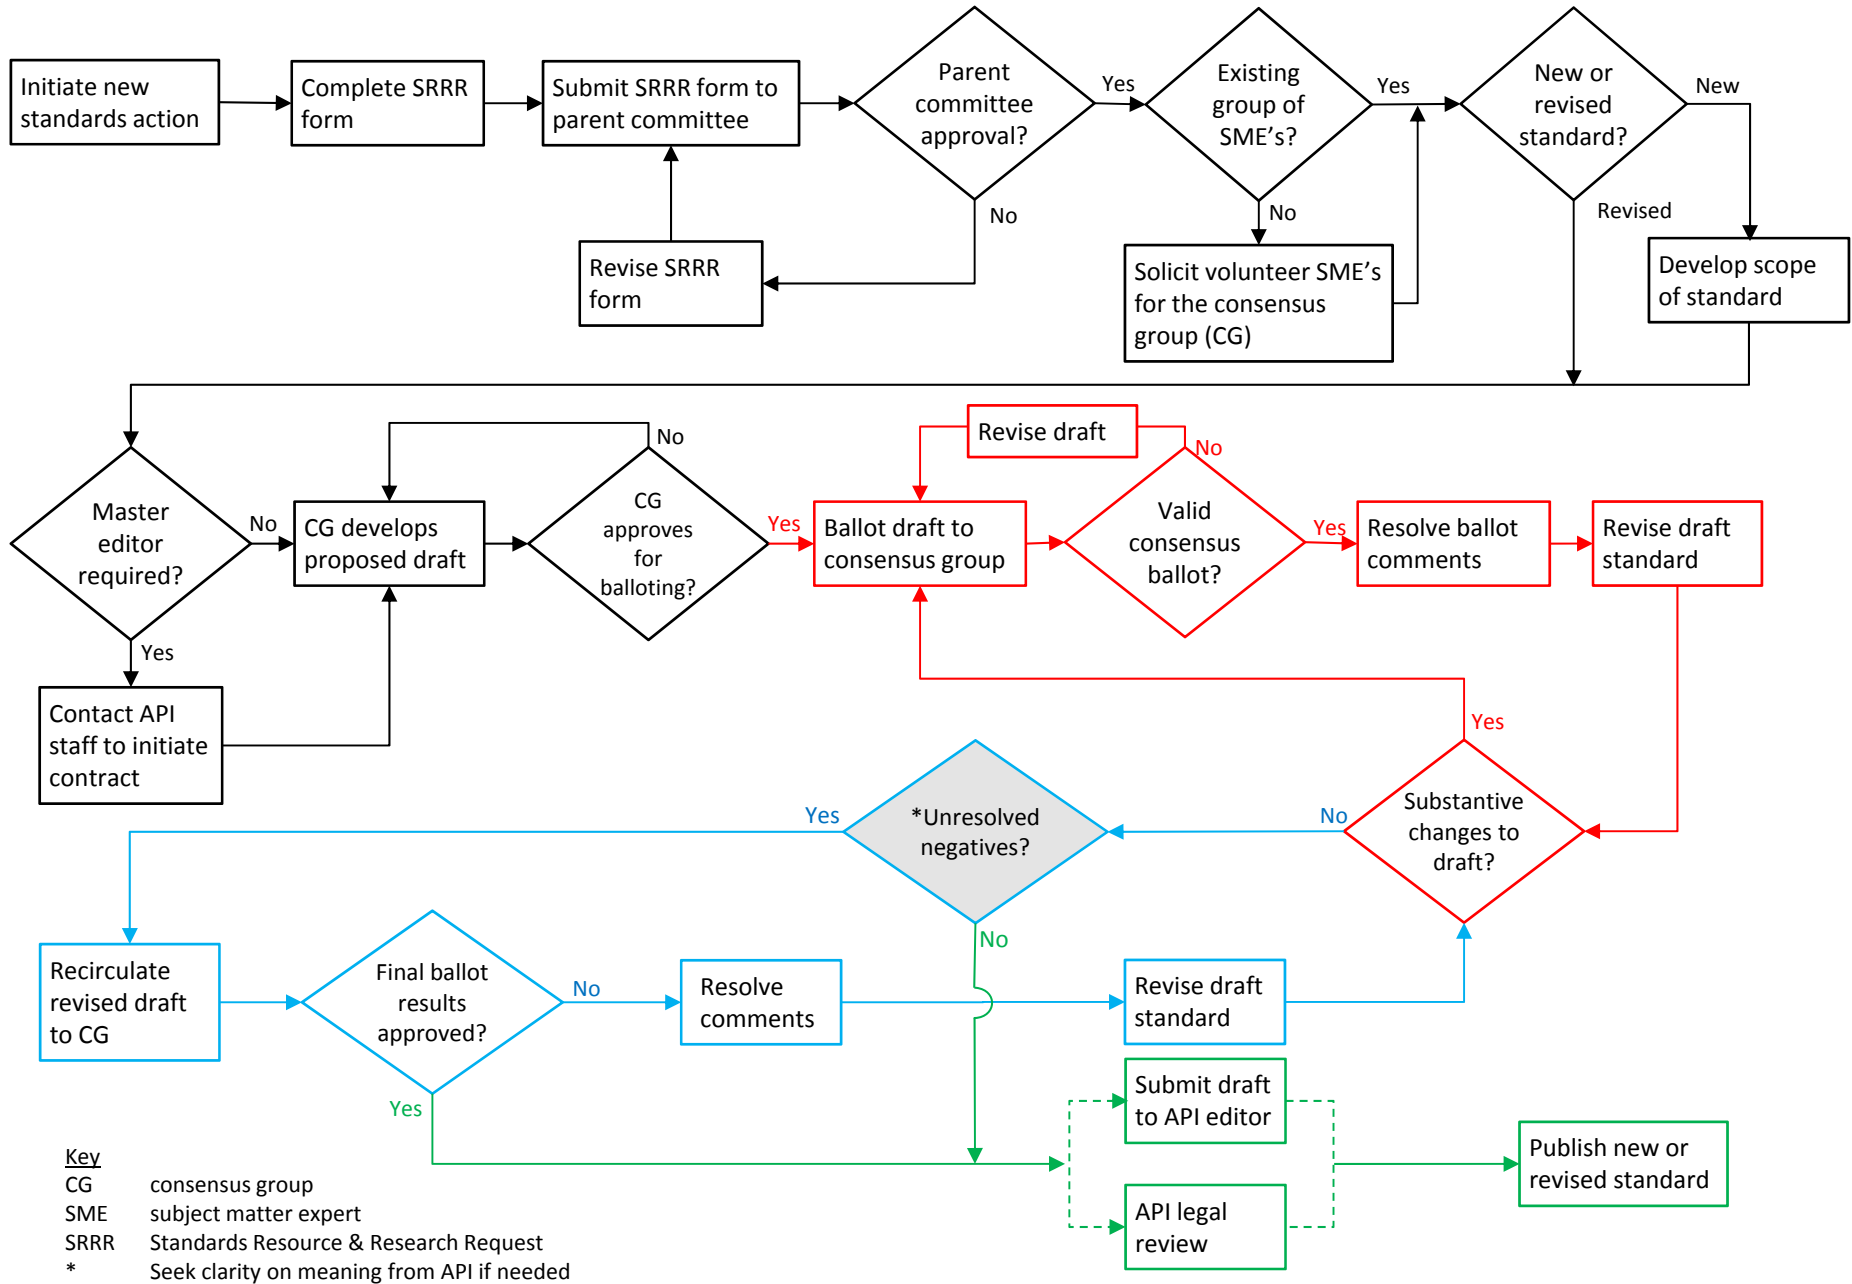 Initiate new
standards action
Complete SRRR
form
Submit SRRR form to
parent committee
Parent
committee
approval?
Yes
No
Revise SRRR
form
Existing
group of
SME's?
Yes
No
Solicit volunteer SME's
for the consensus
group (CG)
New or
revised
standard?
New
Revised
Develop scope
of standard
Master
editor
required?
No
Yes
Contact API
staff to initiate
contract
CG develops
proposed draft
No
CG
approves
for
balloting?
Yes
Ballot draft to
consensus group
Revise draft
No
Valid
consensus
ballot?
Yes
Resolve ballot
comments
Revise draft
standard
Yes
Substantive
changes to
draft?
No
*Unresolved
negatives?
Yes
No
Recirculate
revised draft
to CG
Final ballot
results
approved?
No
Yes
Resolve
comments
Revise draft
standard
Submit draft
to API editor
API legal
review
Publish new or
revised standard
Key
CG consensus group
SME subject matter expert
SRRR Standards Resource & Research Request
* Seek clarity on meaning from API if needed